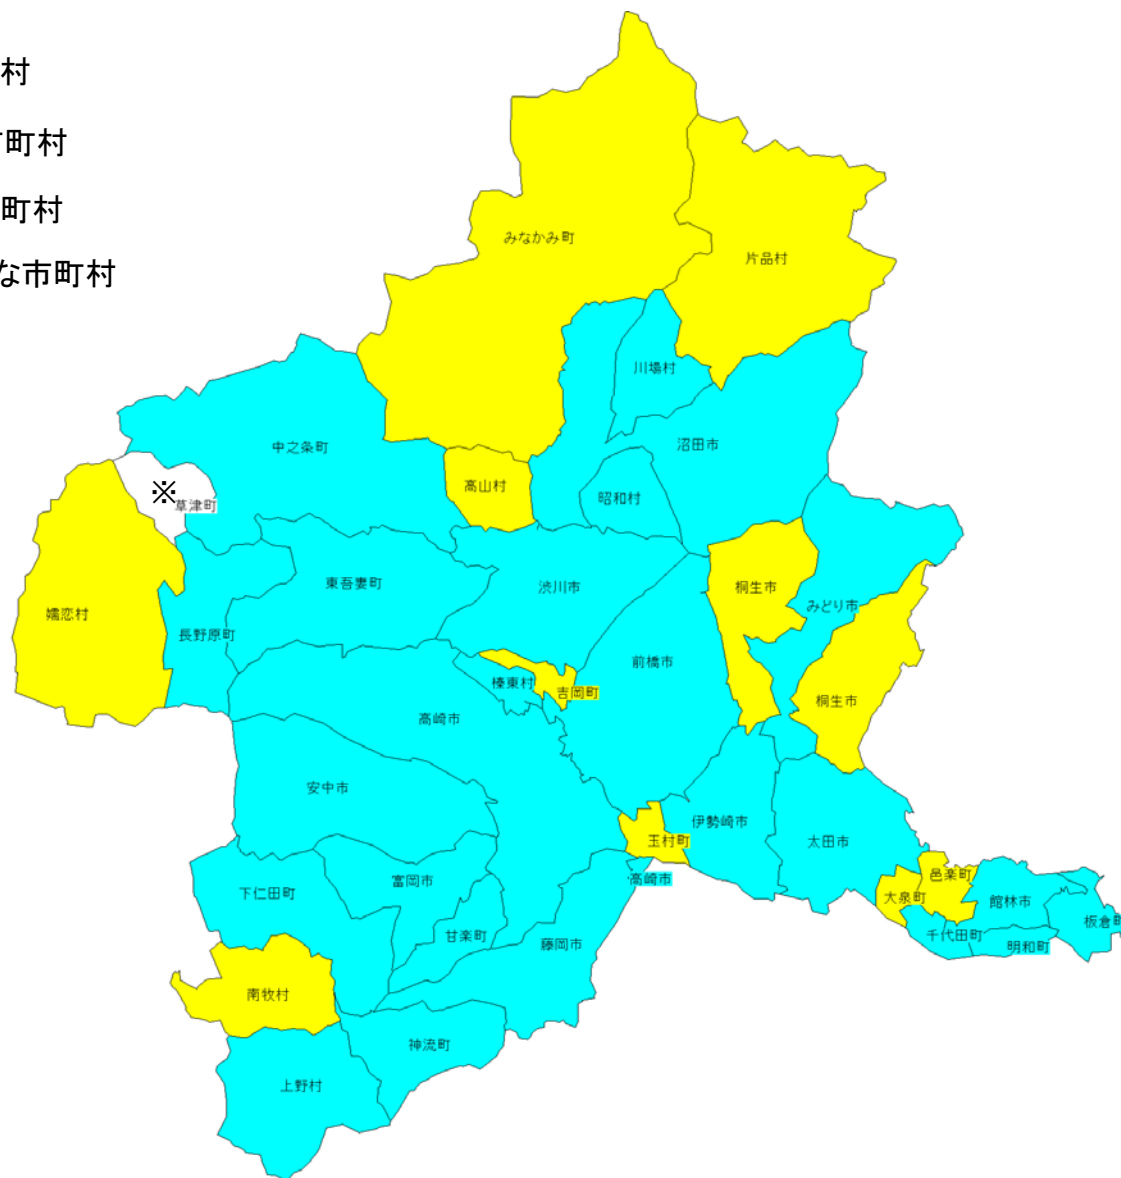 村
町村
町村
な市町村
みなかみ町
片品村
川場村
沼田市
中之条町
高山村
昭和村
※
草津町
桐生市
みどり市
東吾妻町
渋川市
嬬恋村
長野原町
前橋市
榛東村
吉岡町
桐生市
高崎市
安中市
伊勢崎市
玉村町
太田市
高崎市
富岡市
下仁田町
邑楽町
大泉町
館林市
板倉町
甘楽町
藤岡市
千代田町
明和町
南牧村
神流町
上野村